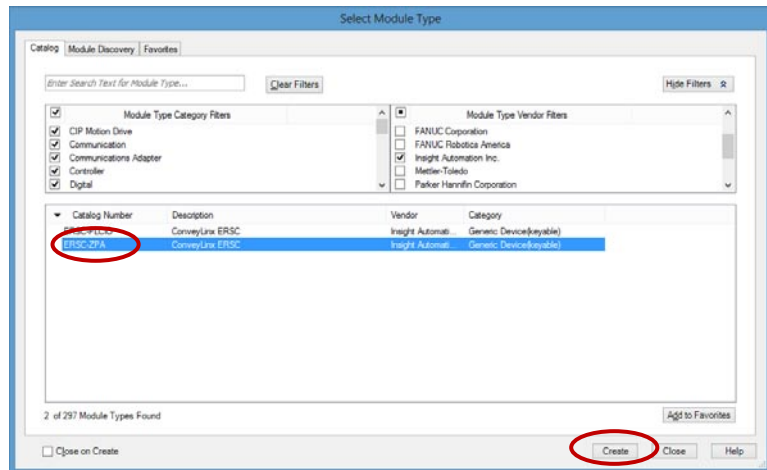 Select Module Type
Catalog Module Discovery Favorites
Enter Search Text for Module Type...
Clear Filters
Hide Filters
Module Type Category Filters
CIP Motion Drive
Communication
Communications Adapter
Controller
Digital
Module Type Vendor Filters
FANUC Corporation
FANUC Robotics America
Insight Automation Inc.
Mettler-Toledo
Parker Hannifin Corporation
Catalog Number Description Vendor Category
ERSC-PLCIO ConveyLinx ERSC Insight Automati... Generic Device(keyable)
ERSC-ZPA ConveyLinx ERSC Insight Automati... Generic Device(keyable)
2 of 297 Module Types Found
Add to Favorites
Close on Create
Create Close Help